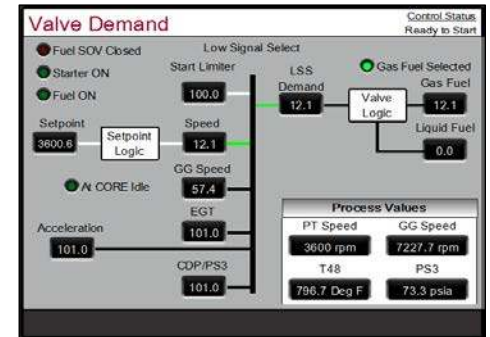 Valve Demand
Control Status
Ready to Start
Fuel SOV Closed
Low Signal Select
Starter ON
Start Limiter
LSS
Demand
Gas Fuel Selected
Gas Fuel
Fuel ON
100.0
12.1
Valve
Logic
12.1
Setpoint
Speed
Liquid Fuel
3600.6
Setpoint
Logic
12.1
0.0
GG Speed
At CORE Idle
57.4
EGT
Acceleration
101.0
101.0
CDP/PS3
101.0
Process Values
PT Speed
GG Speed
3600 rpm
7227.7 rpm
T48
PS3
796.7 Deg F
73.3 psia